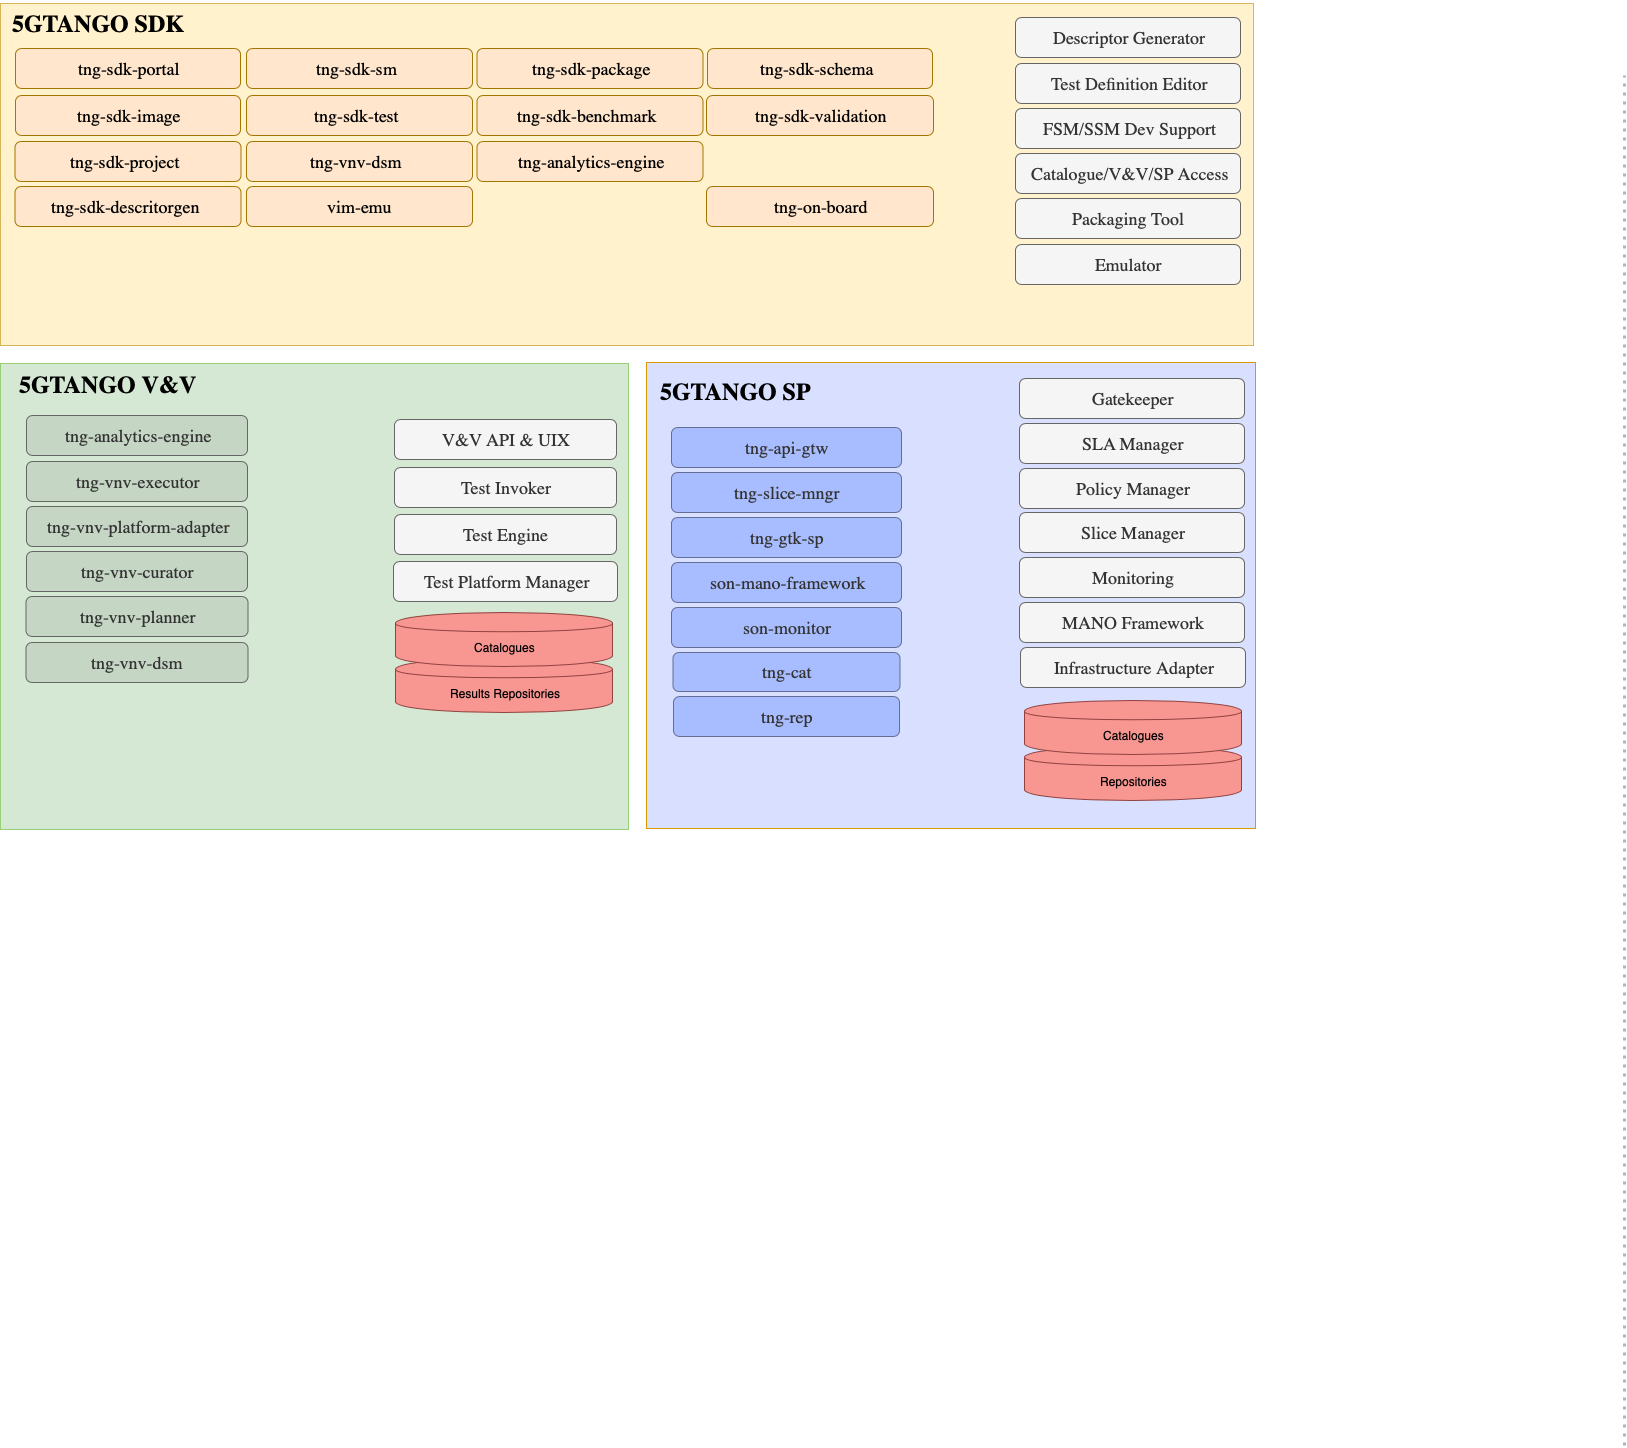 5GTANGO SDK
tng-sdk-portal
tng-sdk-sm
tng-sdk-package
tng-sdk-schema
tng-sdk-image
tng-sdk-test
tng-sdk-benchmark
tng-sdk-validation
tng-sdk-project
tng-vnv-dsm
tng-analytics-engine
tng-sdk-descritorgen
vim-emu
tng-on-board
Descriptor Generator
Test Definition Editor
FSM/SSM Dev Support
Catalogue/V&V/SP Access
Packaging Tool
Emulator
5GTANGO V&V
tng-analytics-engine
tng-vnv-executor
tng-vnv-platform-adapter
tng-vnv-curator
tng-vnv-planner
tng-vnv-dsm
V&V API & UIX
Test Invoker
Test Engine
Test Platform Manager
Catalogues
Results Repositories
5GTANGO SP
tng-api-gtw
tng-slice-mngr
tng-gtk-sp
son-mano-framework
son-monitor
tng-cat
tng-rep
Gatekeeper
SLA Manager
Policy Manager
Slice Manager
Monitoring
MANO Framework
Infrastructure Adapter
Catalogues
Repositories